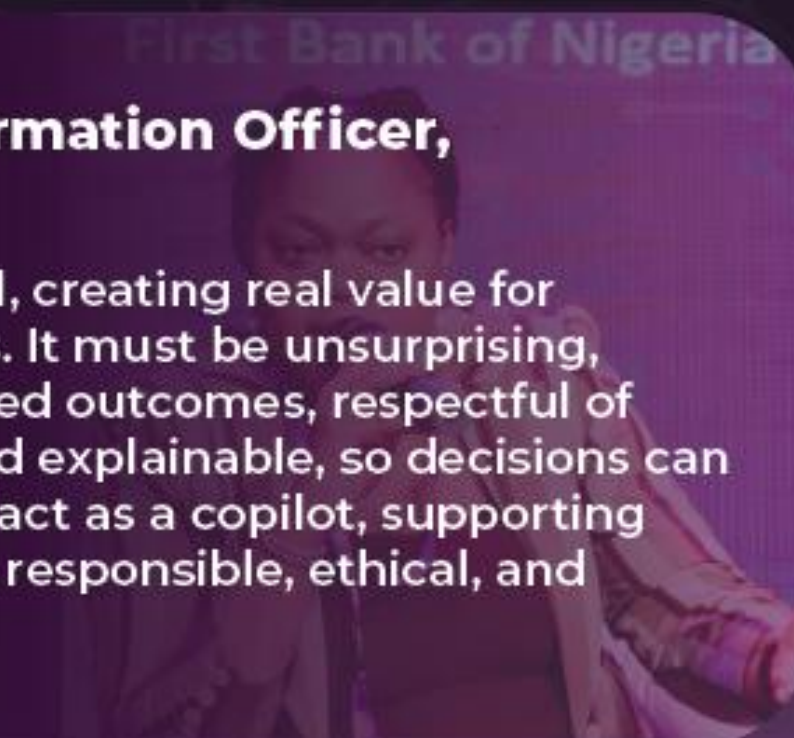 First Bank of Nigeria
rmation Officer,
l, creating real value for
s. It must be unsurprising,
ed outcomes, respectful of
d explainable, so decisions can
act as a copilot, supporting
responsible, ethical, and